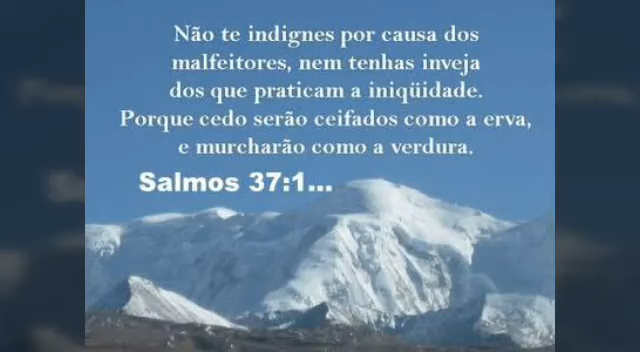 Não te indignes por causa dos
malfeitores, nem tenhas inveja
dos que praticam a iniqüidade.
Porque cedo serão ceifados como a erva,
e murcharão como a verdura.
Salmos 37:1...